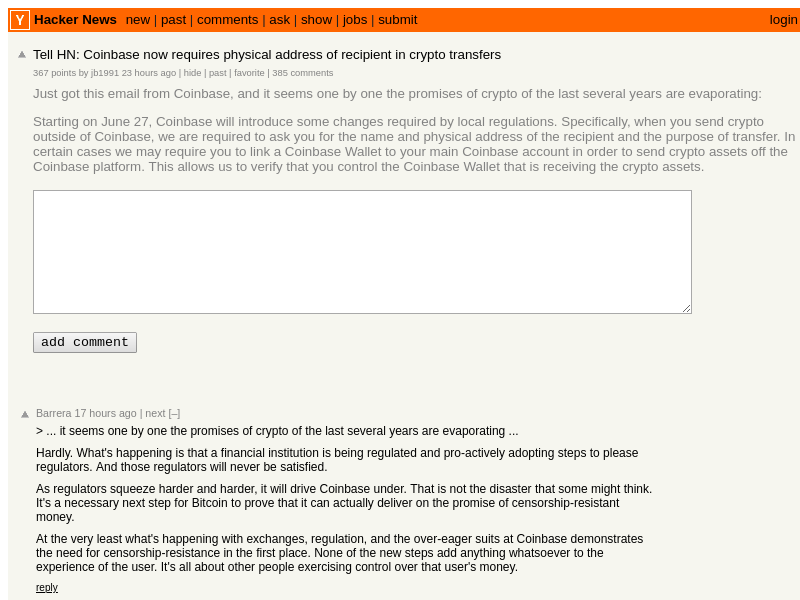 Y Hacker News new | past | comments | ask | show | jobs | submit login
Tell HN: Coinbase now requires physical address of recipient in crypto transfers
367 points by jb1991 23 hours ago | hide | past | favorite | 385 comments
Just got this email from Coinbase, and it seems one by one the promises of crypto of the last several years are evaporating:
Starting on June 27, Coinbase will introduce some changes required by local regulations. Specifically, when you send crypto
outside of Coinbase, we are required to ask you for the name and physical address of the recipient and the purpose of transfer. In
certain cases we may require you to link a Coinbase Wallet to your main Coinbase account in order to send crypto assets off the
Coinbase platform. This allows us to verify that you control the Coinbase Wallet that is receiving the crypto assets.
add comment
Barrera 17 hours ago | next [–]
> ... it seems one by one the promises of crypto of the last several years are evaporating ...
Hardly. What's happening is that a financial institution is being regulated and pro-actively adopting steps to please
regulators. And those regulators will never be satisfied.
As regulators squeeze harder and harder, it will drive Coinbase under. That is not the disaster that some might think.
It's a necessary next step for Bitcoin to prove that it can actually deliver on the promise of censorship-resistant
money.
At the very least what's happening with exchanges, regulation, and the over-eager suits at Coinbase demonstrates
the need for censorship-resistance in the first place. None of the new steps add anything whatsoever to the
experience of the user. It's all about other people exercising control over that user's money.
reply